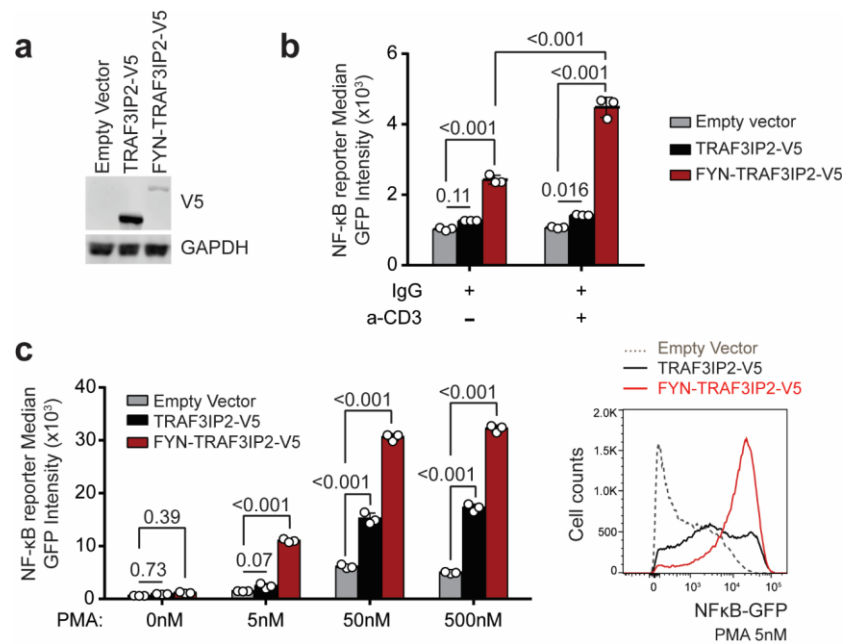 a
Empty Vector
TRAF3IP2-V5
FYN-TRAF3IP2-V5
V5
GAPDH
b
NF-κB reporter Median
GFP Intensity (x10³)
6
4
2
0
<0.001
<0.001
<0.001
0.11
0.016
IgG + +
a-CD3 – +
Empty vector
TRAF3IP2-V5
FYN-TRAF3IP2-V5
c
NF-κB reporter Median
GFP Intensity (x10³)
40
30
20
10
0
Empty Vector
TRAF3IP2-V5
FYN-TRAF3IP2-V5
0.39
0.73
<0.001
0.07
<0.001
<0.001
<0.001
<0.001
PMA: 0nM 5nM 50nM 500nM
Empty Vector
TRAF3IP2-V5
FYN-TRAF3IP2-V5
Cell counts
2.0K
1.5K
1.0K
500
0
0 10³ 10⁴ 10⁵
NFκB-GFP
PMA 5nM